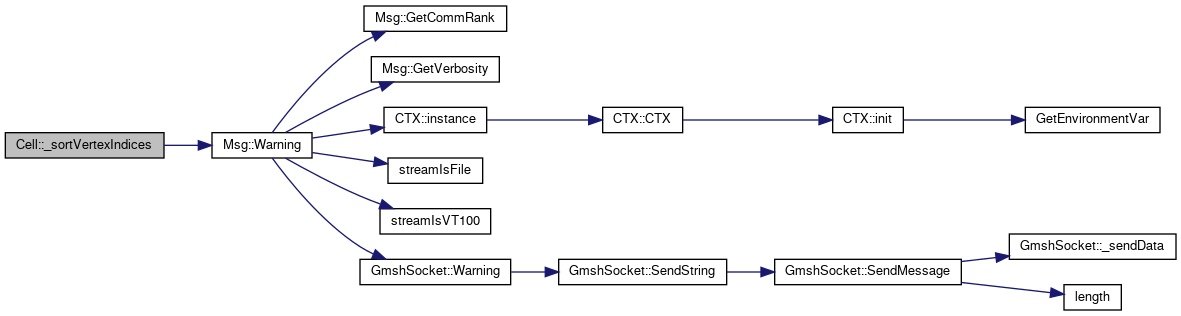 Cell::_sortVertexIndices
Msg::Warning
Msg::GetCommRank
Msg::GetVerbosity
CTX::instance
CTX::CTX
CTX::init
GetEnvironmentVar
streamIsFile
streamIsVT100
GmshSocket::Warning
GmshSocket::SendString
GmshSocket::SendMessage
GmshSocket::_sendData
length